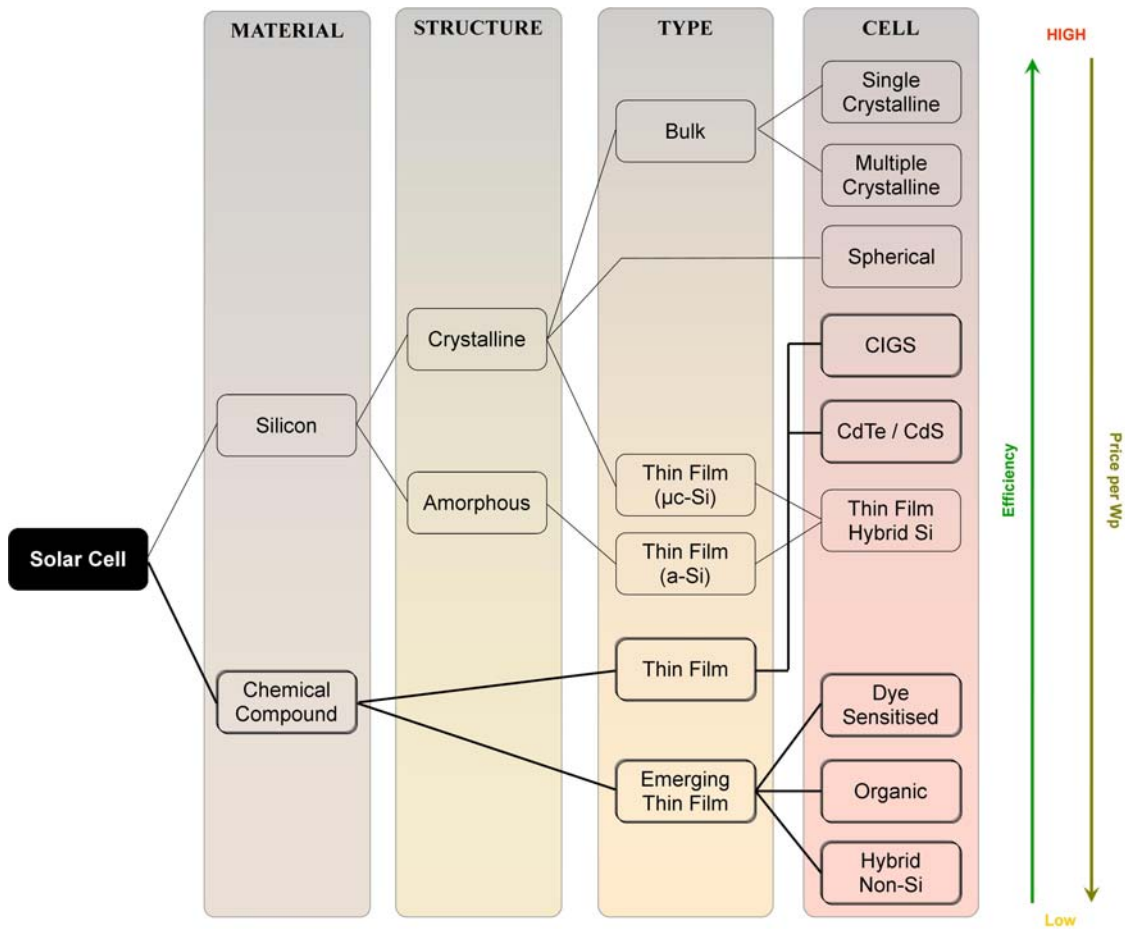 MATERIAL
STRUCTURE
TYPE
CELL
HIGH
Single
Crystalline
Bulk
Multiple
Crystalline
Spherical
Crystalline
CIGS
Silicon
CdTe / CdS
Amorphous
Thin Film
(µc-Si)
Thin Film
Hybrid Si
Thin Film
(a-Si)
Solar Cell
Chemical
Compound
Thin Film
Dye
Sensitised
Emerging
Thin Film
Organic
Hybrid
Non-Si
Efficiency
Price per Wp
Low